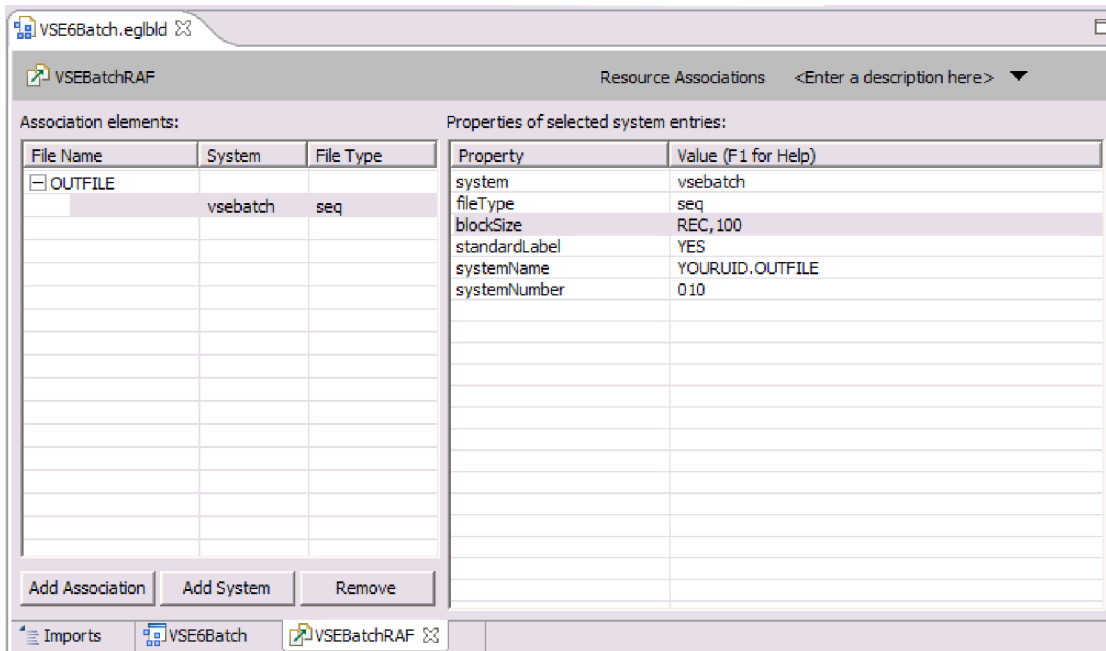 VSE6Batch.eglbld
VSEBatchRAF Resource Associations <Enter a description here>
Association elements: Properties of selected system entries:
File Name System File Type Property Value (F1 for Help)
OUTFILE system vsebatch
vsebatch seq fileType seq
blockSize REC,100
standardLabel YES
systemName YOURUID.OUTFILE
systemNumber 010
Add Association Add System Remove
Imports VSE6Batch VSEBatchRAF